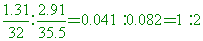 1.31/32 : 2.91/35.5 = 0.041 : 0.082 = 1 : 2